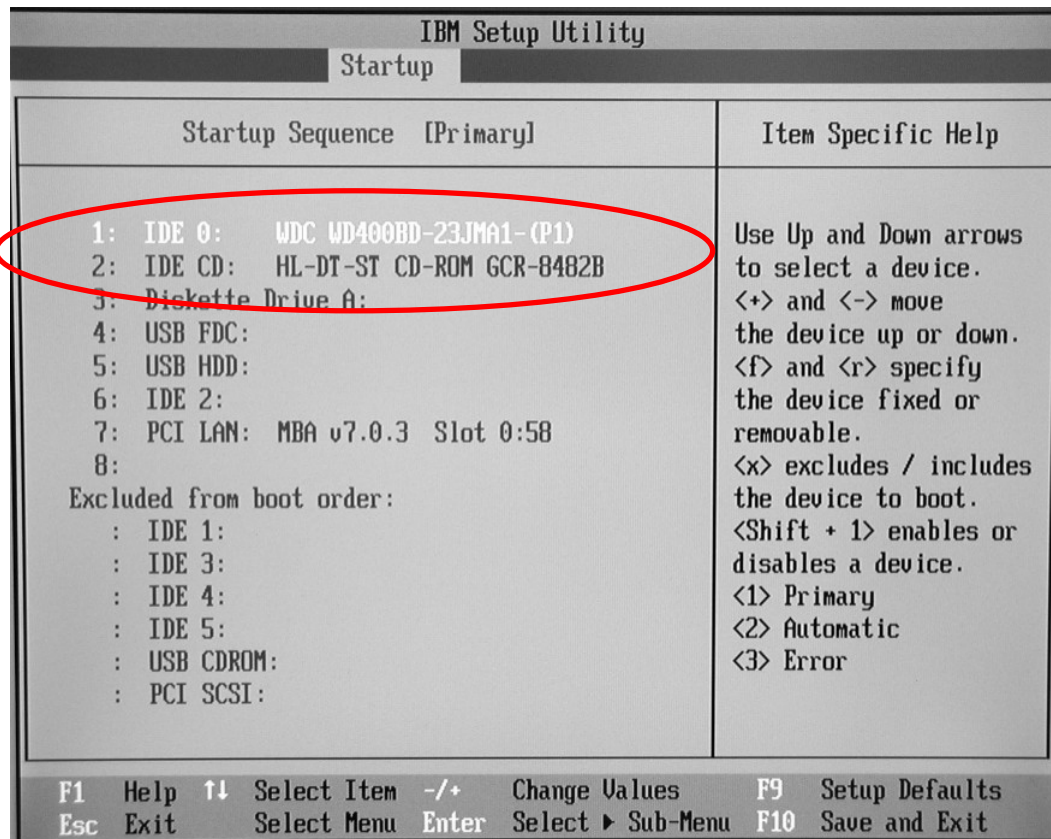 IBM Setup Utility
Startup
Startup Sequence [Primary]
1: IDE 0: WDC WD400BD-23JMA1-(P1)
2: IDE CD: HL-DT-ST CD-ROM GCR-8482B
3: Diskette Drive A:
4: USB FDC:
5: USB HDD:
6: IDE 2:
7: PCI LAN: MBA v7.0.3 Slot 0:58
8:
Excluded from boot order:
: IDE 1:
: IDE 3:
: IDE 4:
: IDE 5:
: USB CDROM:
: PCI SCSI:
Item Specific Help
Use Up and Down arrows
to select a device.
<+> and <-> move
the device up or down.
<f> and <r> specify
the device fixed or
removable.
<x> excludes / includes
the device to boot.
<Shift + 1> enables or
disables a device.
<1> Primary
<2> Automatic
<3> Error
F1 Help ↑↓ Select Item -/+ Change Values F9 Setup Defaults
Esc Exit Select Menu Enter Select ▶ Sub-Menu F10 Save and Exit